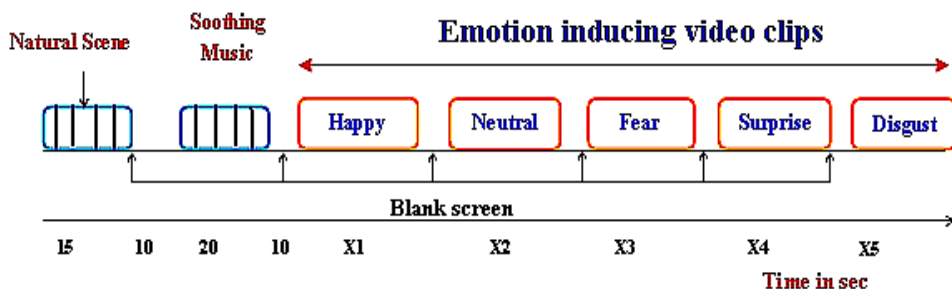 Natural Scene
Soothing
Music
Emotion inducing video clips
Happy
Neutral
Fear
Surprise
Disgust
Blank screen
15 10 20 10 X1 X2 X3 X4 X5
Time in sec